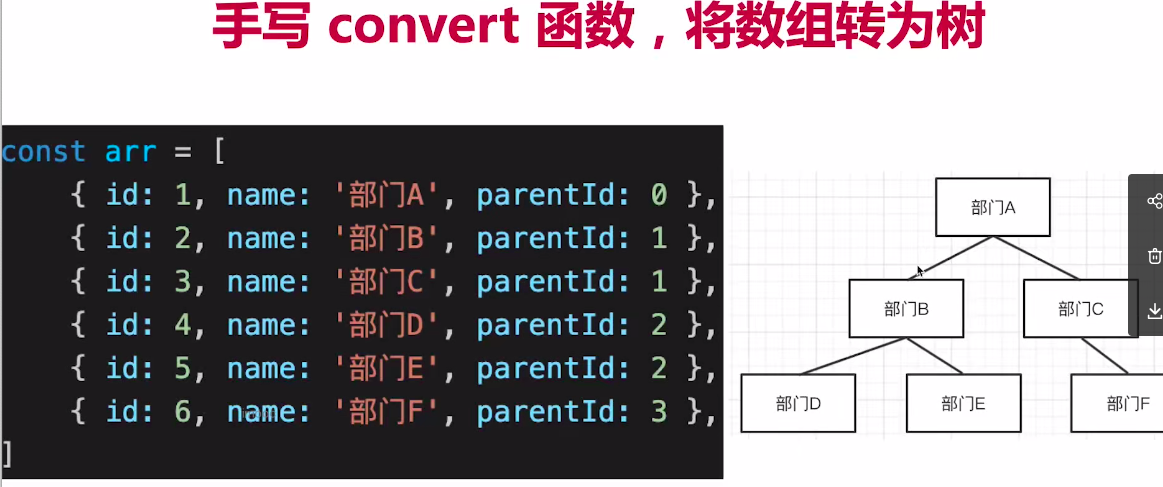 手写 convert 函数，将数组转为树
const arr = [
{ id: 1, name: '部门A', parentId: 0 },
{ id: 2, name: '部门B', parentId: 1 },
{ id: 3, name: '部门C', parentId: 1 },
{ id: 4, name: '部门D', parentId: 2 },
{ id: 5, name: '部门E', parentId: 2 },
{ id: 6, name: '部门F', parentId: 3 },
]
部门A
部门B
部门C
部门D
部门E
部门F